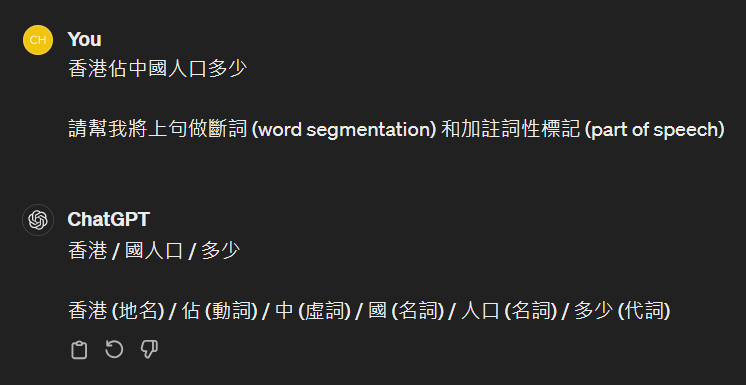 CH
You
香港佔中國人口多少
請幫我將上句做斷詞 (word segmentation) 和加註詞性標記 (part of speech)
ChatGPT
香港 / 國人口 / 多少
香港 (地名) / 佔 (動詞) / 中 (虛詞) / 國 (名詞) / 人口 (名詞) / 多少 (代詞)